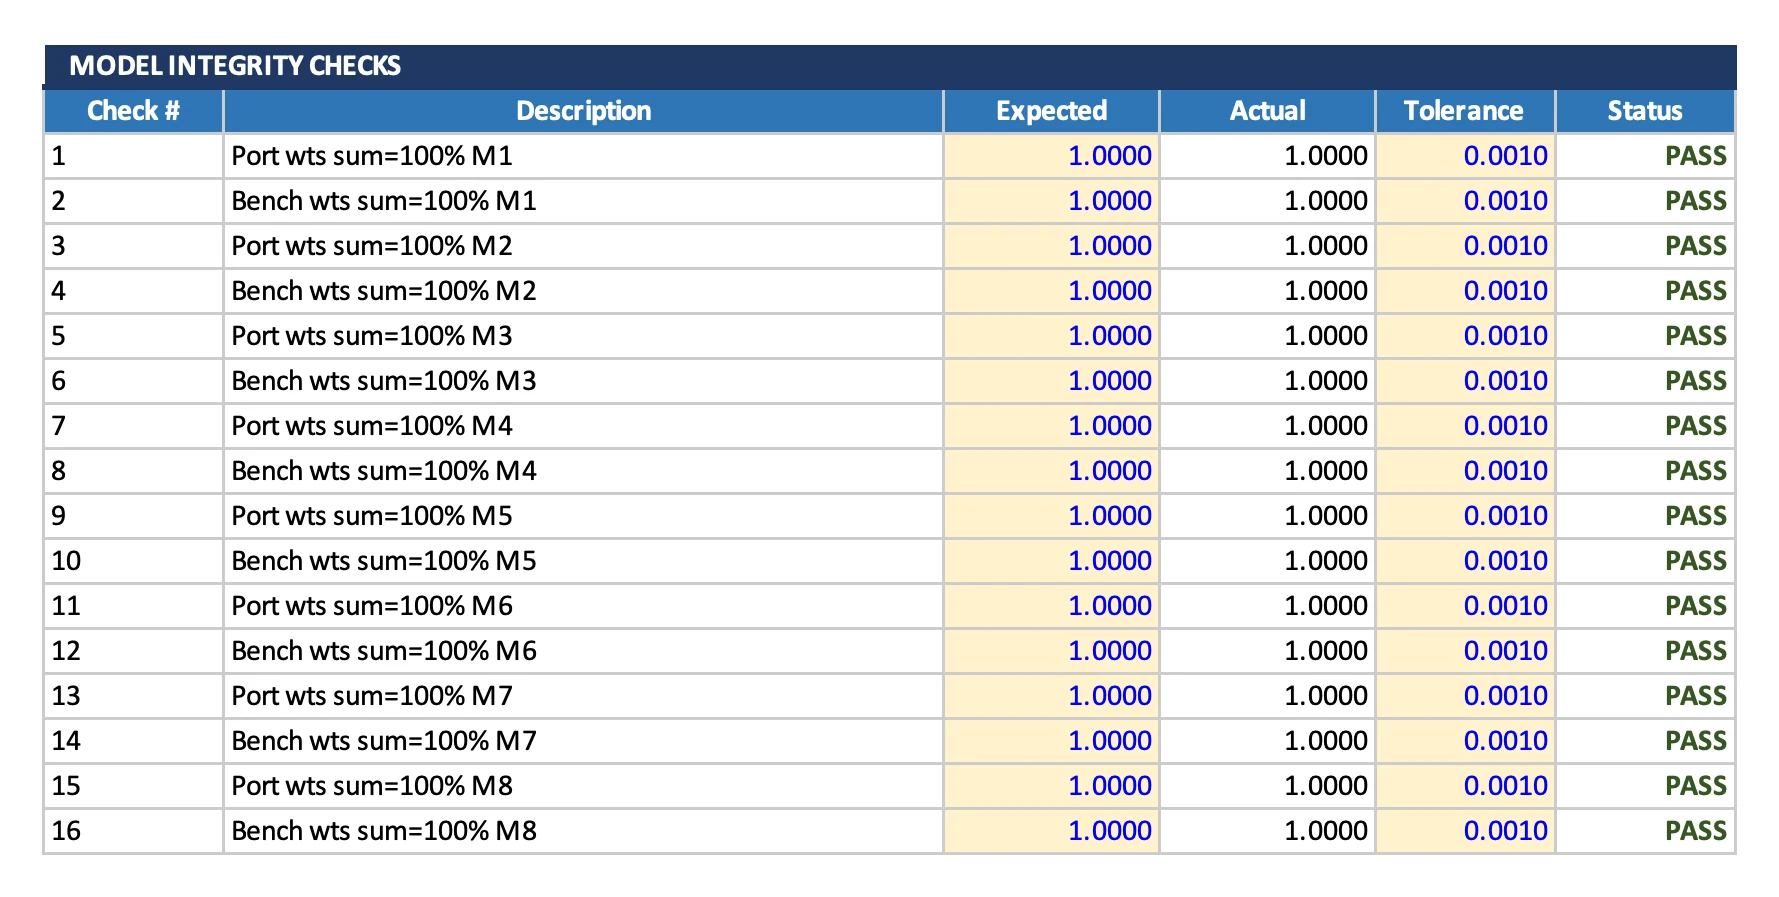 MODEL INTEGRITY CHECKS
Check # Description Expected Actual Tolerance Status
1 Port wts sum=100% M1 1.0000 1.0000 0.0010 PASS
2 Bench wts sum=100% M1 1.0000 1.0000 0.0010 PASS
3 Port wts sum=100% M2 1.0000 1.0000 0.0010 PASS
4 Bench wts sum=100% M2 1.0000 1.0000 0.0010 PASS
5 Port wts sum=100% M3 1.0000 1.0000 0.0010 PASS
6 Bench wts sum=100% M3 1.0000 1.0000 0.0010 PASS
7 Port wts sum=100% M4 1.0000 1.0000 0.0010 PASS
8 Bench wts sum=100% M4 1.0000 1.0000 0.0010 PASS
9 Port wts sum=100% M5 1.0000 1.0000 0.0010 PASS
10 Bench wts sum=100% M5 1.0000 1.0000 0.0010 PASS
11 Port wts sum=100% M6 1.0000 1.0000 0.0010 PASS
12 Bench wts sum=100% M6 1.0000 1.0000 0.0010 PASS
13 Port wts sum=100% M7 1.0000 1.0000 0.0010 PASS
14 Bench wts sum=100% M7 1.0000 1.0000 0.0010 PASS
15 Port wts sum=100% M8 1.0000 1.0000 0.0010 PASS
16 Bench wts sum=100% M8 1.0000 1.0000 0.0010 PASS